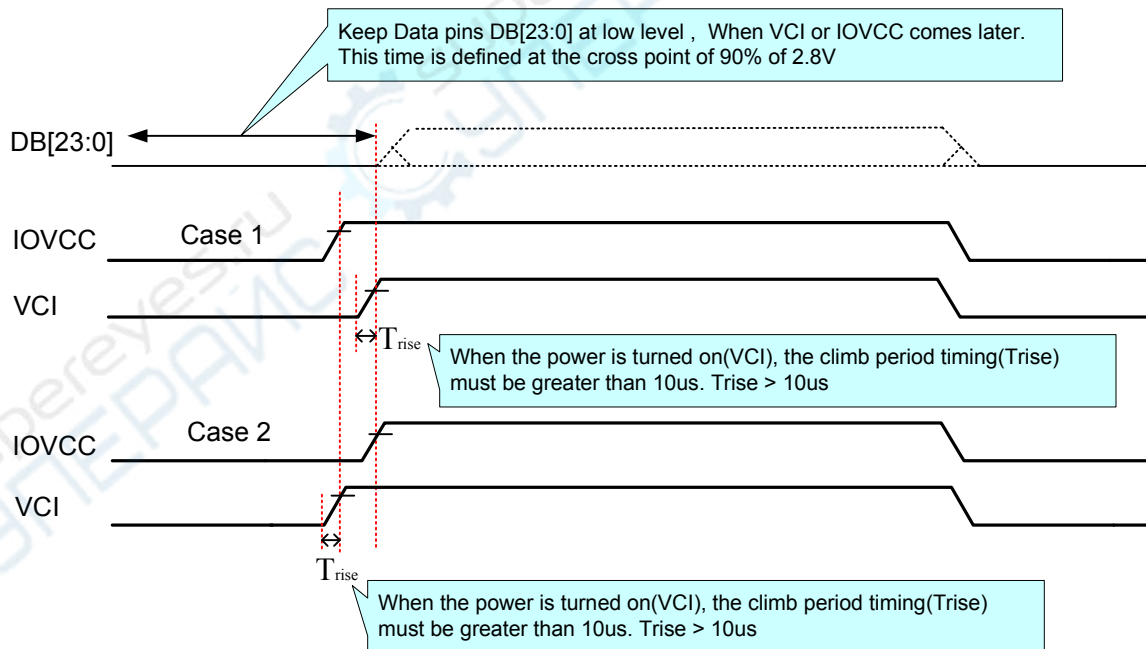 Keep Data pins DB[23:0] at low level , When VCI or IOVCC comes later.
This time is defined at the cross point of 90% of 2.8V
DB[23:0]
IOVCC
Case 1
VCI
Trise
When the power is turned on(VCI), the climb period timing(Trise)
must be greater than 10us. Trise > 10us
IOVCC
Case 2
VCI
Trise
When the power is turned on(VCI), the climb period timing(Trise)
must be greater than 10us. Trise > 10us